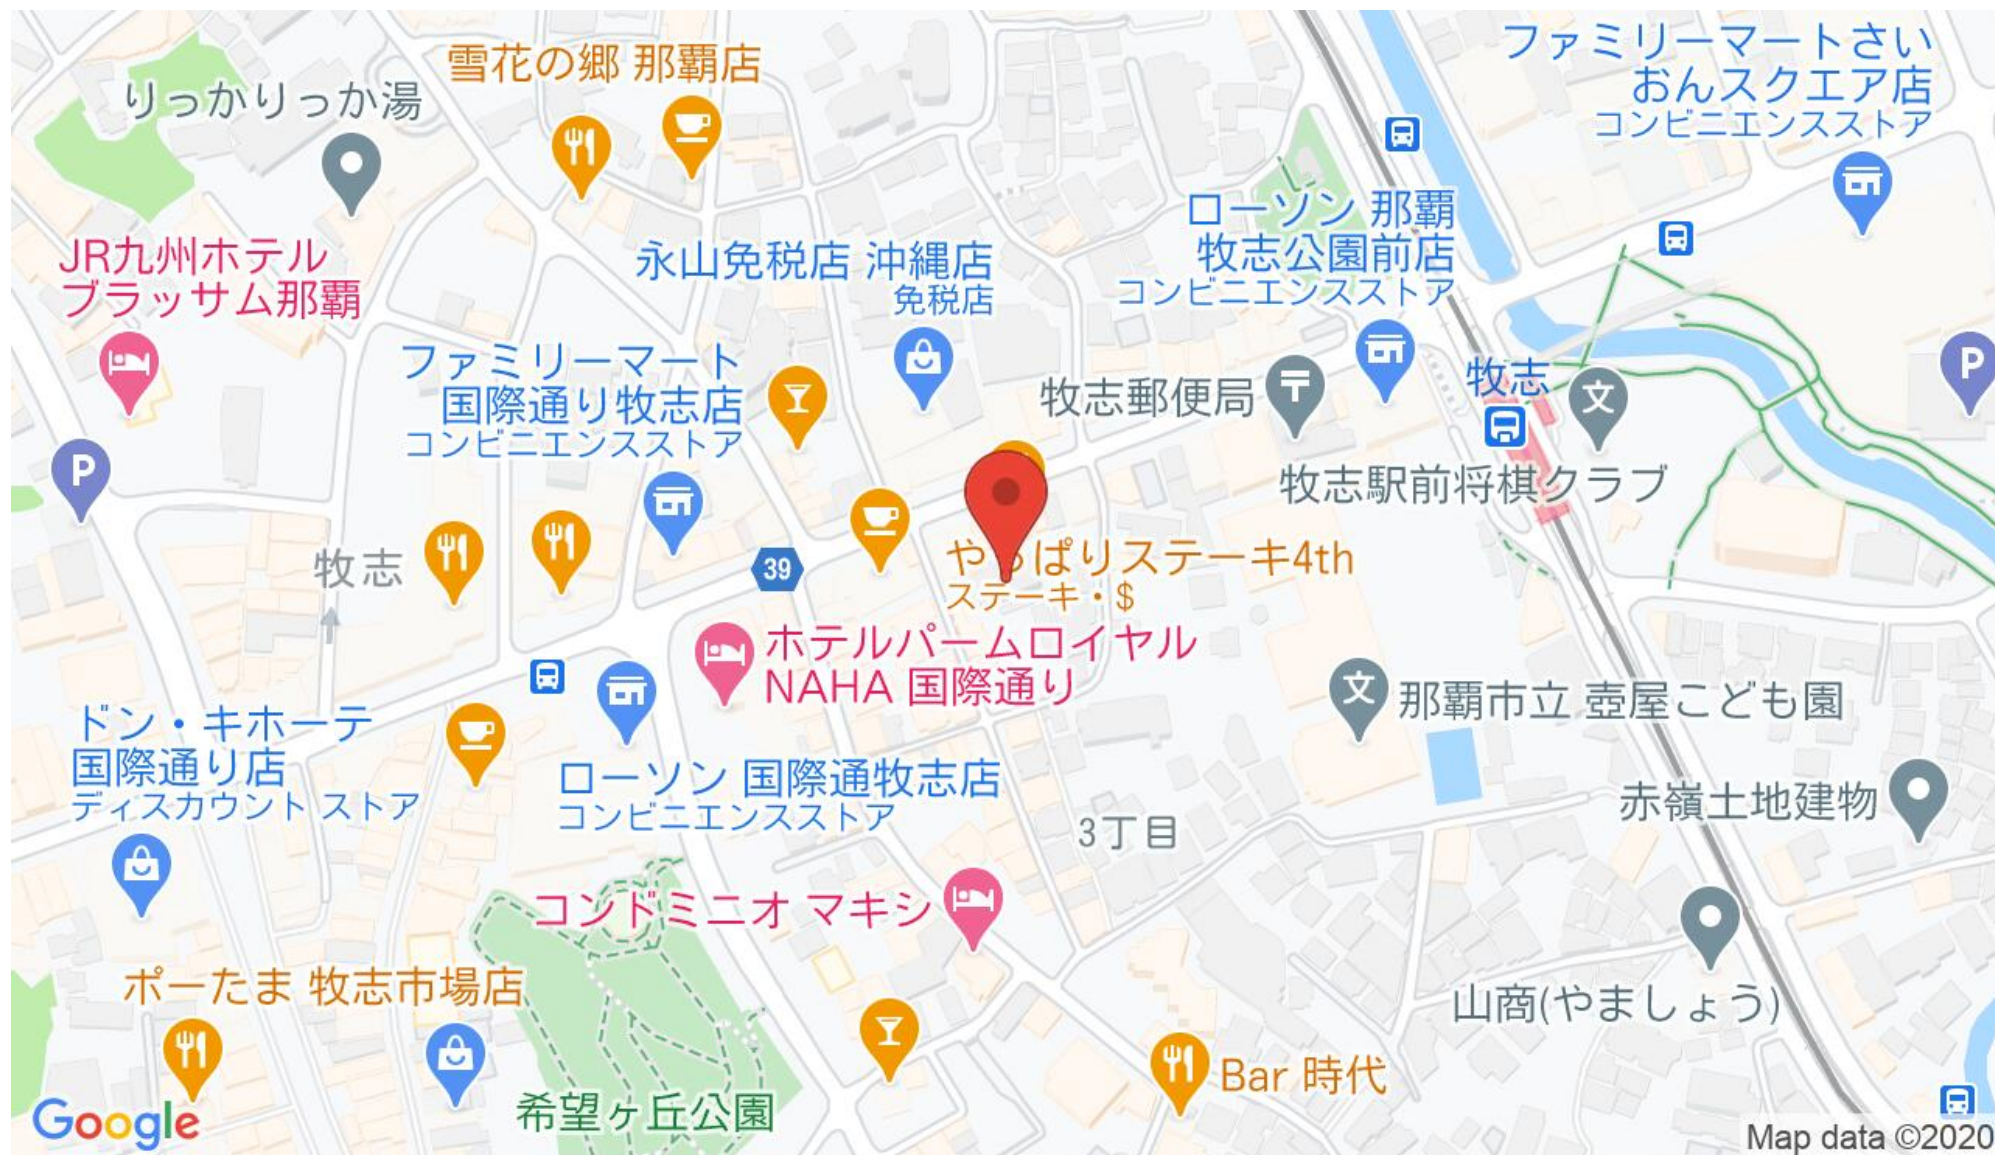 雪花の郷 那覇店
ファミリーマートさい
おんスクエア店
コンビニエンスストア
りっかりっか湯
ローソン 那覇
牧志公園前店
コンビニエンスストア
JR九州ホテル
ブラッサム那覇
永山免税店 沖縄店
免税店
ファミリーマート
国際通り牧志店
コンビニエンスストア
牧志郵便局
牧志
P
P
牧志駅前将棋クラブ
牧志
39
やっぱりステーキ4th
ステーキ・$
ホテルパームロイヤル
NAHA 国際通り
那覇市立 壺屋こども園
ドン・キホーテ
国際通り店
ディスカウント ストア
ローソン 国際通牧志店
コンビニエンスストア
3丁目
赤嶺土地建物
コンドミニオ マキシ
ポーたま 牧志市場店
山商(やましょう)
Bar 時代
希望ヶ丘公園
Google
Map data ©2020